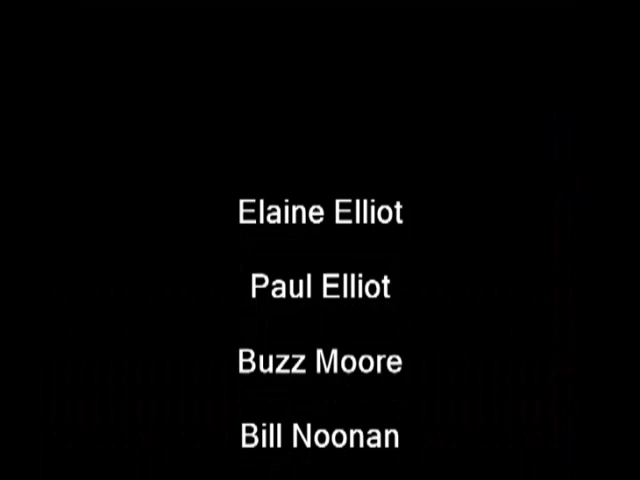 Elaine Elliot
Paul Elliot
Buzz Moore
Bill Noonan